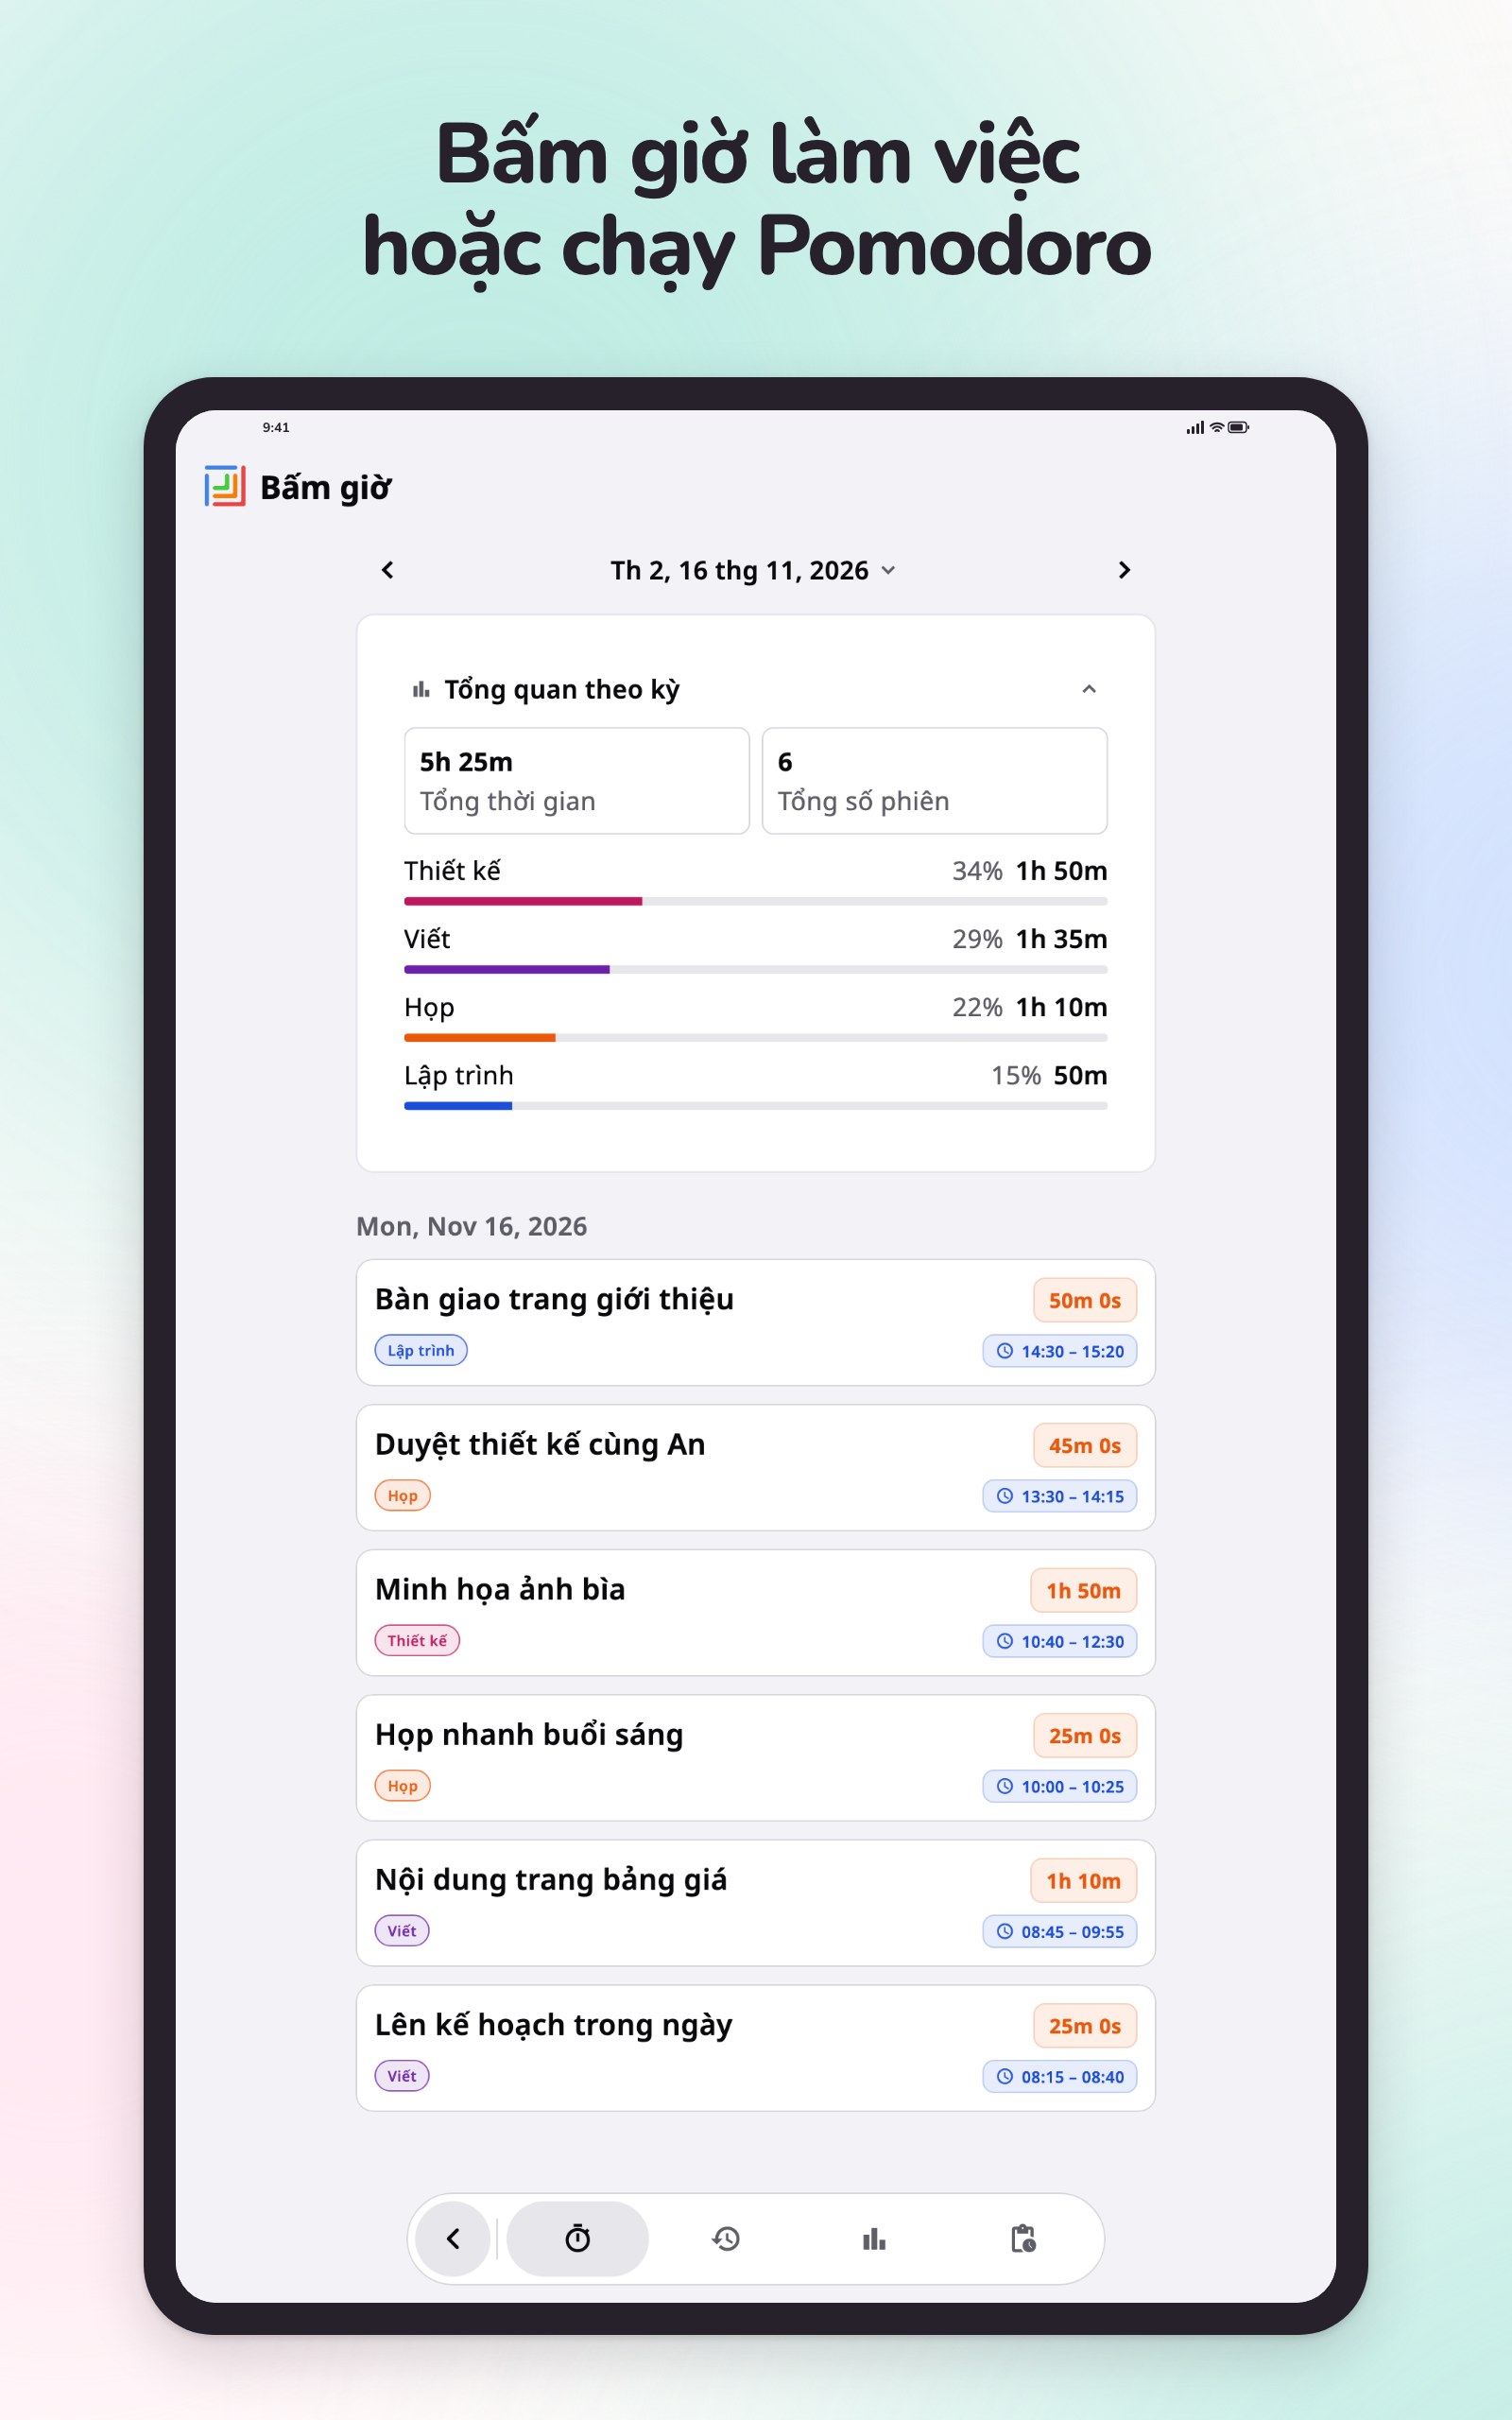 Bấm giờ làm việc
hoặc chạy Pomodoro
9:41
Bấm giờ
Th 2, 16 thg 11, 2026
Tổng quan theo kỳ
5h 25m
Tổng thời gian
6
Tổng số phiên
Thiết kế 34% 1h 50m
Viết 29% 1h 35m
Họp 22% 1h 10m
Lập trình 15% 50m
Mon, Nov 16, 2026
Bàn giao trang giới thiệu 50m 0s
Lập trình 14:30 – 15:20
Duyệt thiết kế cùng An 45m 0s
Họp 13:30 – 14:15
Minh họa ảnh bìa 1h 50m
Thiết kế 10:40 – 12:30
Họp nhanh buổi sáng 25m 0s
Họp 10:00 – 10:25
Nội dung trang bảng giá 1h 10m
Viết 08:45 – 09:55
Lên kế hoạch trong ngày 25m 0s
Viết 08:15 – 08:40